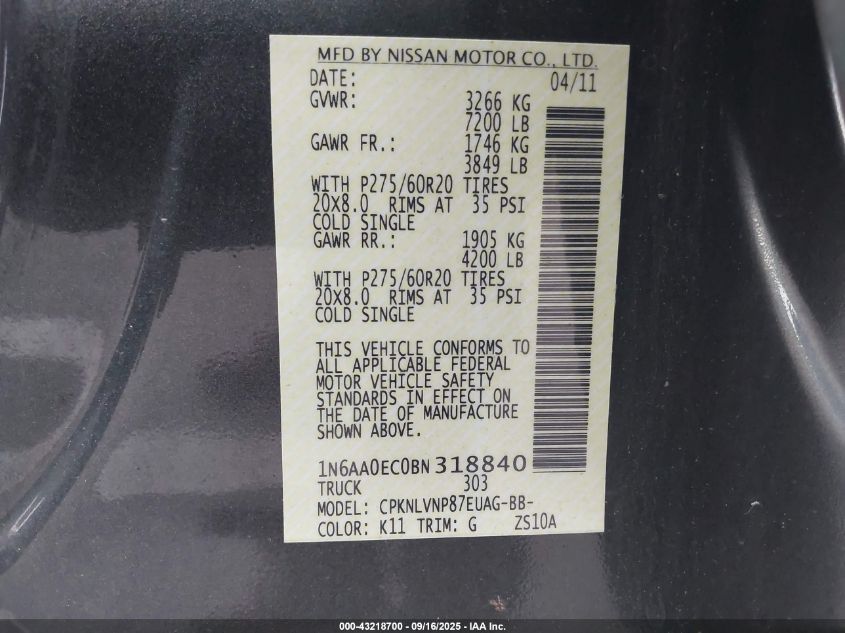 MFD BY NISSAN MOTOR CO., LTD.
DATE: 04/11
GVWR: 3266 KG
7200 LB
GAWR FR.: 1746 KG
3849 LB
WITH P275/60R20 TIRES
20X8.0 RIMS AT 35 PSI
COLD SINGLE
GAWR RR.: 1905 KG
4200 LB
WITH P275/60R20 TIRES
20X8.0 RIMS AT 35 PSI
COLD SINGLE
THIS VEHICLE CONFORMS TO
ALL APPLICABLE FEDERAL
MOTOR VEHICLE SAFETY
STANDARDS IN EFFECT ON
THE DATE OF MANUFACTURE
SHOWN ABOVE.
1N6AA0EC0BN318840
TRUCK 303
MODEL: CPKNLVNP87EUAG-BB-
COLOR: K11 TRIM: G ZS10A
000-43218700 - 09/16/2025 - IAA Inc.